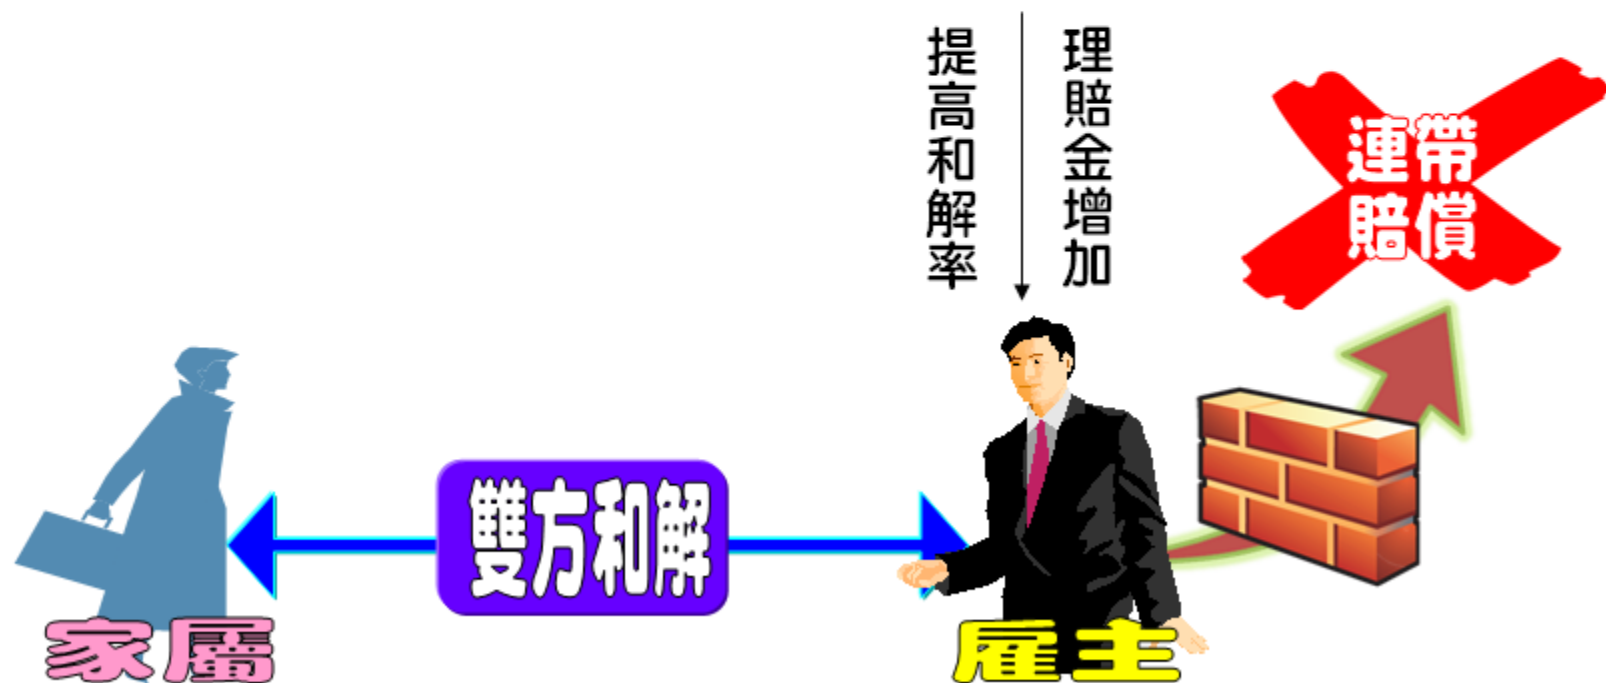 提高和解率
理賠金增加
連帶
賠償
雙方和解
家屬
雇主